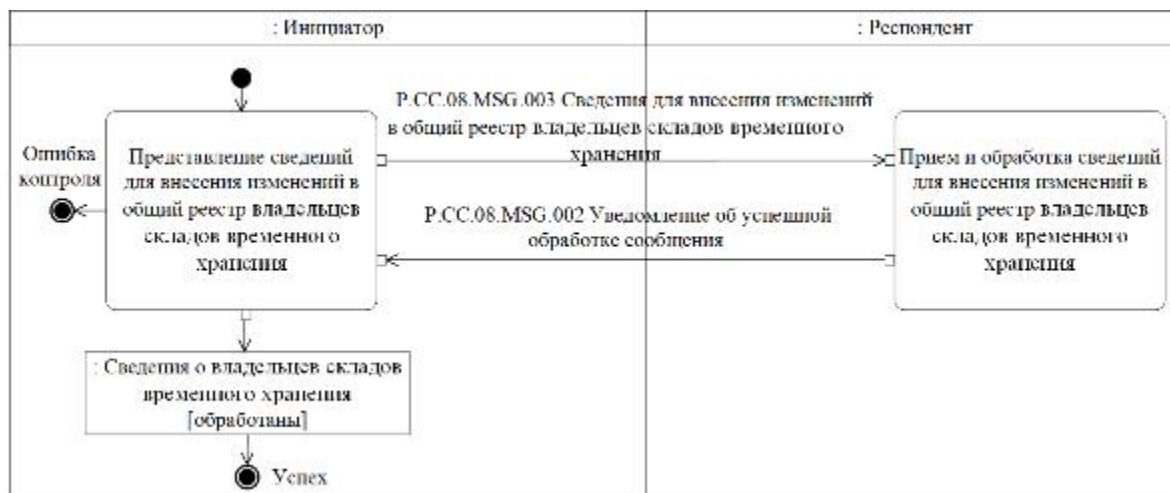 : Инициатор
: Респондент
P.CC.08.MSG.003 Сведения для внесения изменений
в общий реестр владельцев складов временного
хранения
Ошибка
контроля
Представление сведений
для внесения изменений в
общий реестр владельцев
складов временного
хранения
Прием и обработка сведений
для внесения изменений в
общий реестр владельцев
складов временного
хранения
P.CC.08.MSG.002 Уведомление об успешной
обработке сообщения
: Сведения о владельцев складов
временного хранения
[обработаны]
Успех